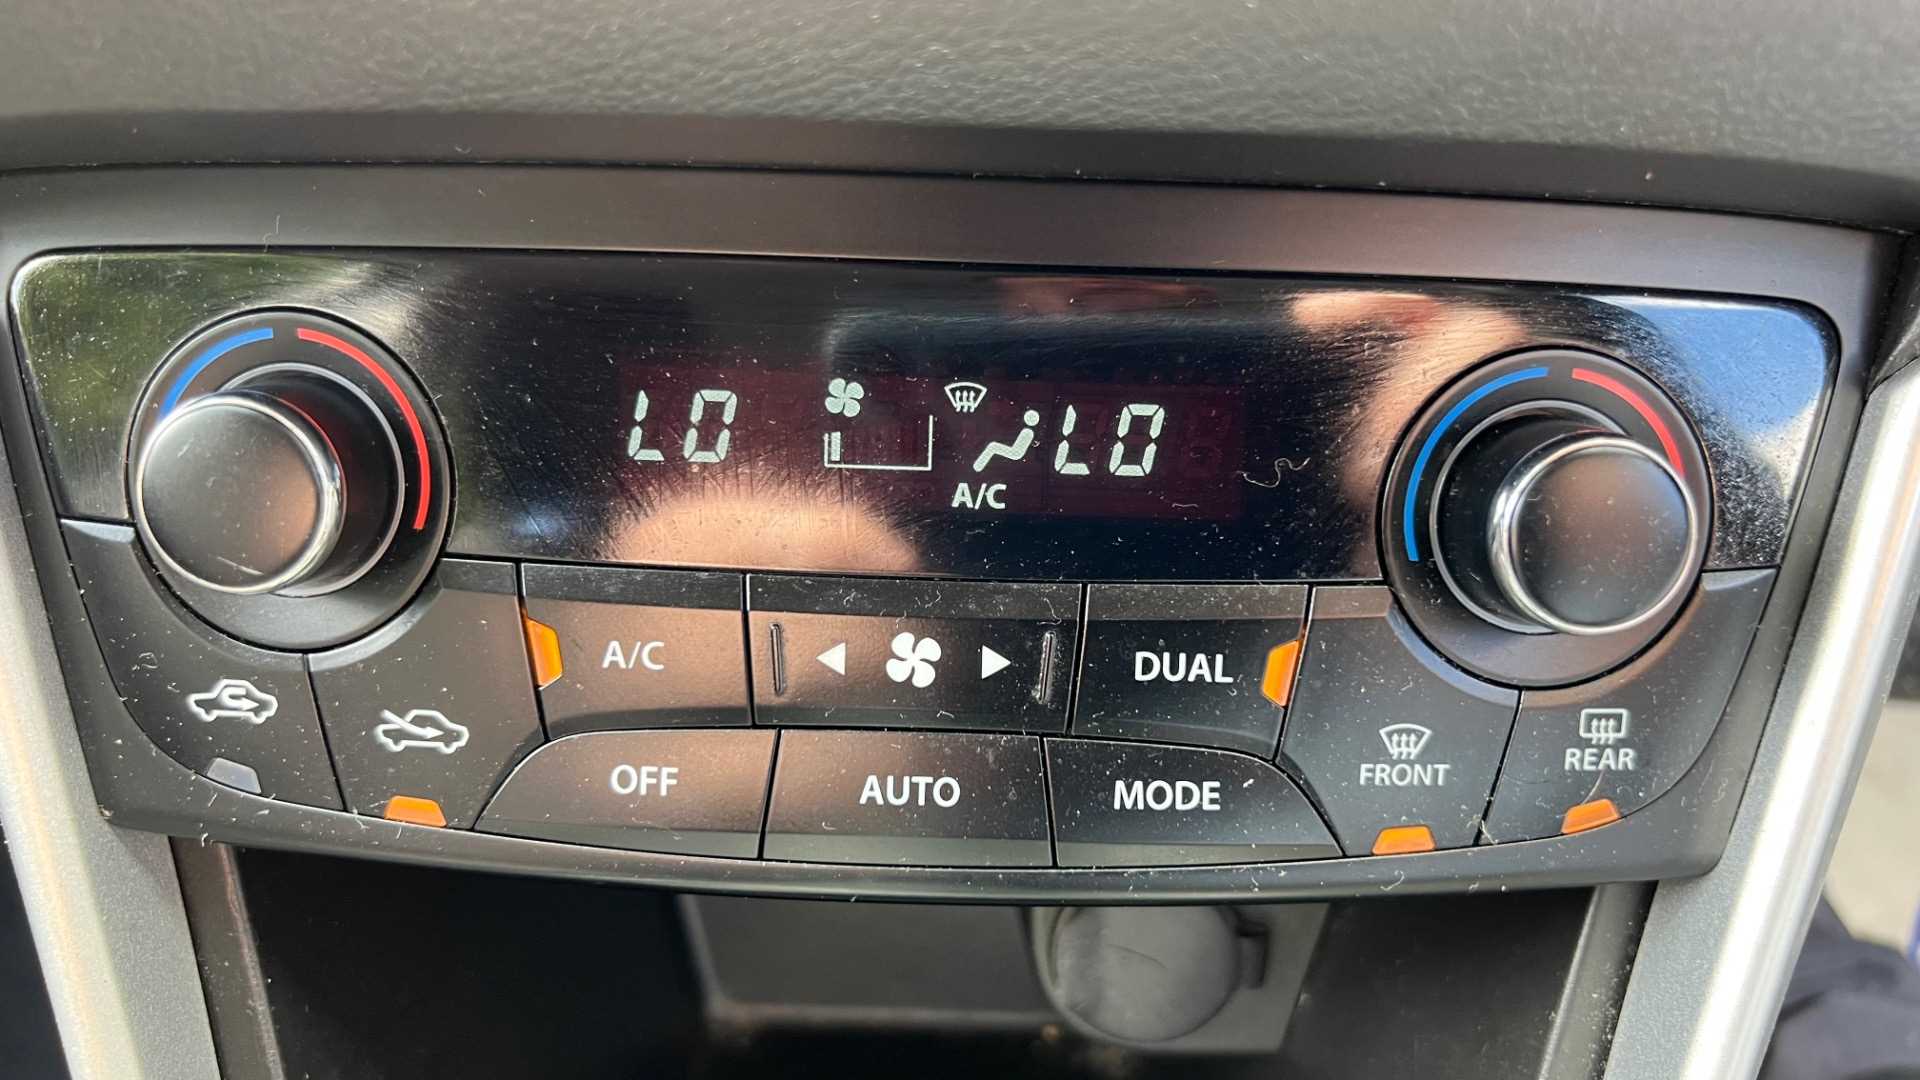 LO LO
A/C
A/C DUAL
OFF AUTO MODE FRONT REAR